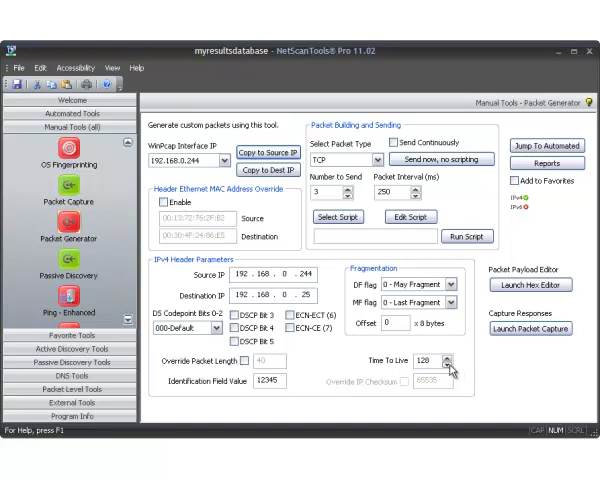 myresultsdatabase - NetScanTools® Pro 11.02
File Edit Accessibility View Help
Welcome
Automated Tools
Manual Tools (all)
OS Fingerprinting
Packet Capture
Packet Generator
Passive Discovery
Ping - Enhanced
Favorite Tools
Active Discovery Tools
Passive Discovery Tools
DNS Tools
Packet Level Tools
External Tools
Program Info
Manual Tools - Packet Generator
Generate custom packets using this tool.
WinPcap Interface IP
192.168.0.244
Copy to Source IP
Copy to Dest IP
Header Ethernet MAC Address Override
Enable
00:13:72:76:2F:B2 Source
00:30:4F:24:86:E5 Destination
Packet Building and Sending
Select Packet Type
Send Continuously
TCP
Send now, no scripting
Number to Send
Packet Interval (ms)
3
250
Select Script
Edit Script
Run Script
Jump To Automated
Reports
Add to Favorites
IPv4
IPv6
IPv4 Header Parameters
Source IP 192 . 168 . 0 . 244
Destination IP 192 . 168 . 0 . 25
DS Codepoint Bits 0-2
000-Default
DSCP Bit 3
DSCP Bit 4
DSCP Bit 5
ECN-ECT (6)
ECN-CE (7)
Fragmentation
DF flag 0 - May Fragment
MF flag 0 - Last Fragment
Offset 0 x 8 bytes
Override Packet Length 40
Time To Live 128
Identification Field Value 12345
Override IP Checksum 65535
Packet Payload Editor
Launch Hex Editor
Capture Responses
Launch Packet Capture
For Help, press F1
CAP NUM SCRL